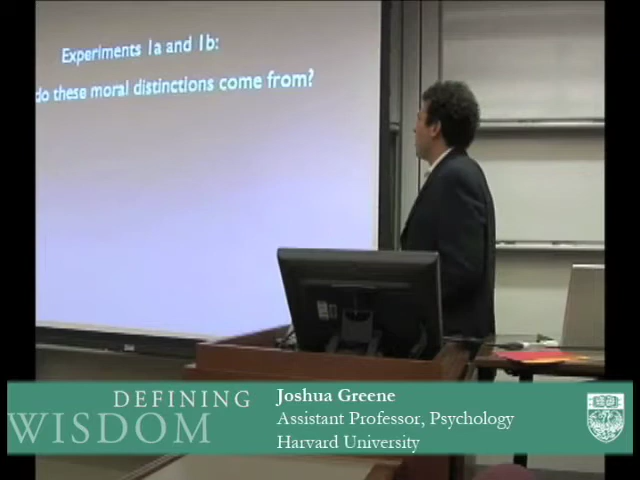 Experiments 1a and 1b:
do these moral distinctions come from?
DEFINING
WISDOM
Joshua Greene
Assistant Professor, Psychology
Harvard University